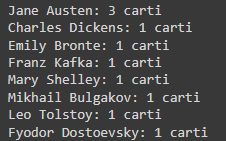 Jane Austen: 3 carti
Charles Dickens: 1 carti
Emily Bronte: 1 carti
Franz Kafka: 1 carti
Mary Shelley: 1 carti
Mikhail Bulgakov: 1 carti
Leo Tolstoy: 1 carti
Fyodor Dostoevsky: 1 carti